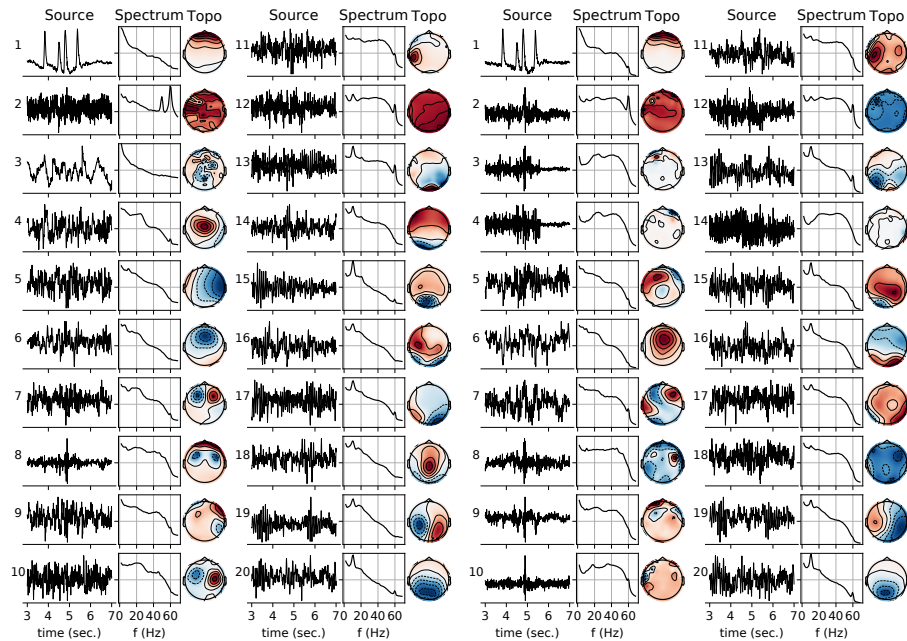 Source Spectrum Topo Source Spectrum Topo Source Spectrum Topo Source Spectrum Topo
1 11 1 11
2 12 2 12
3 13 3 13
4 14 4 14
5 15 5 15
6 16 6 16
7 17 7 17
8 18 8 18
9 19 9 19
10 20 10 20
3 4 5 6 7 0 20 40 60 3 4 5 6 7 0 20 40 60 3 4 5 6 7 0 20 40 60 3 4 5 6 7 0 20 40 60
time (sec.) f (Hz) time (sec.) f (Hz) time (sec.) f (Hz) time (sec.) f (Hz)